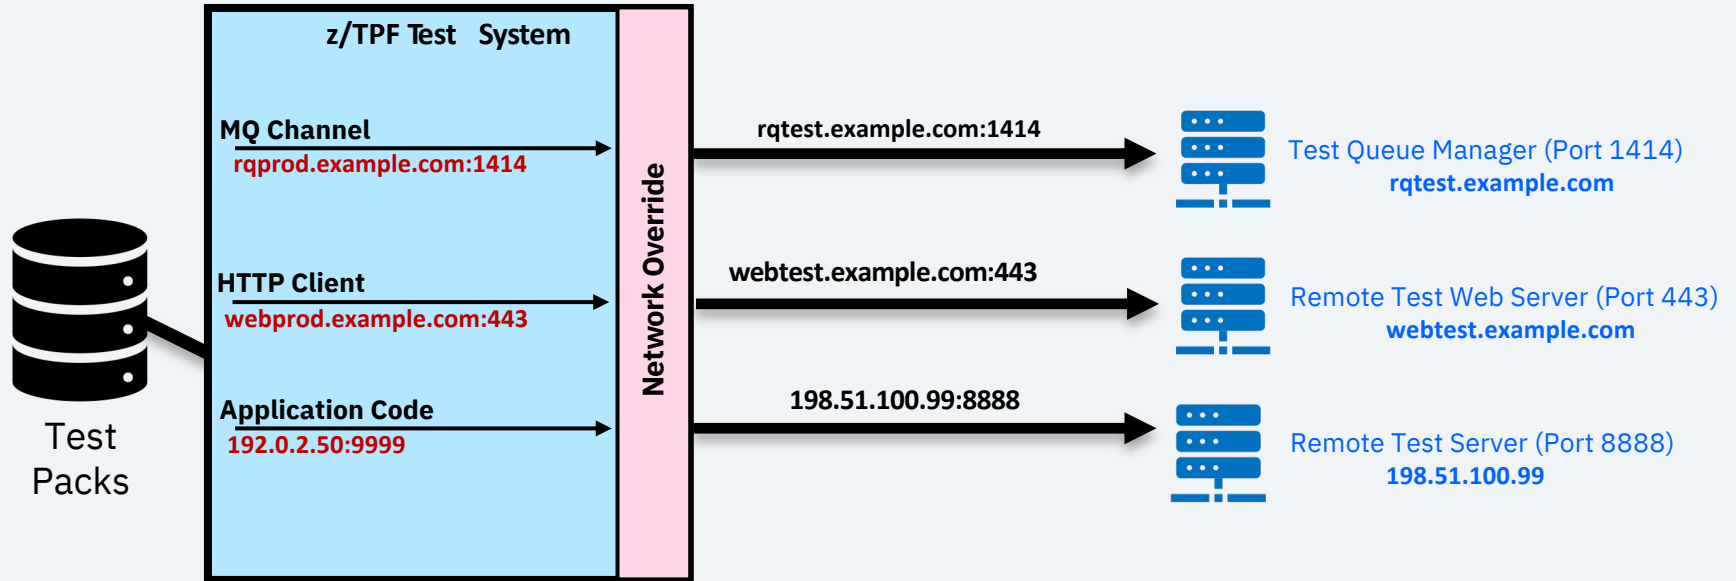 z/TPF Test System
MQ Channel
rqprod.example.com:1414
HTTP Client
webprod.example.com:443
Application Code
192.0.2.50:9999
Test
Packs
Network Override
rqtest.example.com:1414
webtest.example.com:443
198.51.100.99:8888
Test Queue Manager (Port 1414)
rqtest.example.com
Remote Test Web Server (Port 443)
webtest.example.com
Remote Test Server (Port 8888)
198.51.100.99